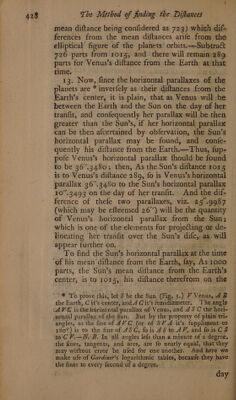 428 The Method of finding the Distances
mean distance being considered as 723) which dif-
ferences from the mean distances arise from the
elliptical figure of the planets orbits.—Subtract
726 parts from 1015, and there will remain 289
parts for Venus's distance from the Earth at that
time.
13. Now, since the horizontal parallaxes of the
planets are * inversely as their distances from the
Earth's center, it is plain, that as Venus will be
between the Earth and the Sun on the day of her
transit, and consequently her parallax will be then
greater than the Sun's, if her horizontal parallax
can be then ascertained by observation, the Sun's
horizontal parallax may be found, and conse-
quently his distance from the Earth.—Thus, sup-
pose Venus's horizontal parallax should be found
to be 36″.3480; then, As the Sun's distance 1015
is to Venus's distance 289, so is Venus's horizontal
parallax 36″.3480 to the Sun's horizontal parallax
10″.3493 on the day of her transit. And the dif-
ference of these two parallaxes, viz. 25″.9987
(which may be esteemed 26″) will be the quantity
of Venus's horizontal parallax from the Sun;
which is one of the elements for projecting or de-
lineating her transit over the Sun's disc, as will
appear further on.
To find the Sun's horizontal parallax at the time
of his mean distance from the Earth, say, As 1000
parts, the Sun's mean distance from the Earth's
center, is to 1015, his distance therefrom on the
* To prove this, let S be the Sun (Fig. 3.) V Venus, A B
the Earth, C it's center, and A C it's semidiameter. The angle
A V C is the horizontal parallax of Venus, and A S C the hori-
zontal parallax of the Sun. But by the property of plain tri-
angles, as the sine of A V C (or of S V A it's supplement to
180°) is to the sine of A S C, so is A S to A V, and so is C S
to C V.—N. B. In all angles less than a minute of a degree,
the sines, tangents, and arcs, are so nearly equal, that they
may without error be used for one another. And here we
make use of Gardiner's logarithmic tables, because they have
the sines to every second of a degree.
day